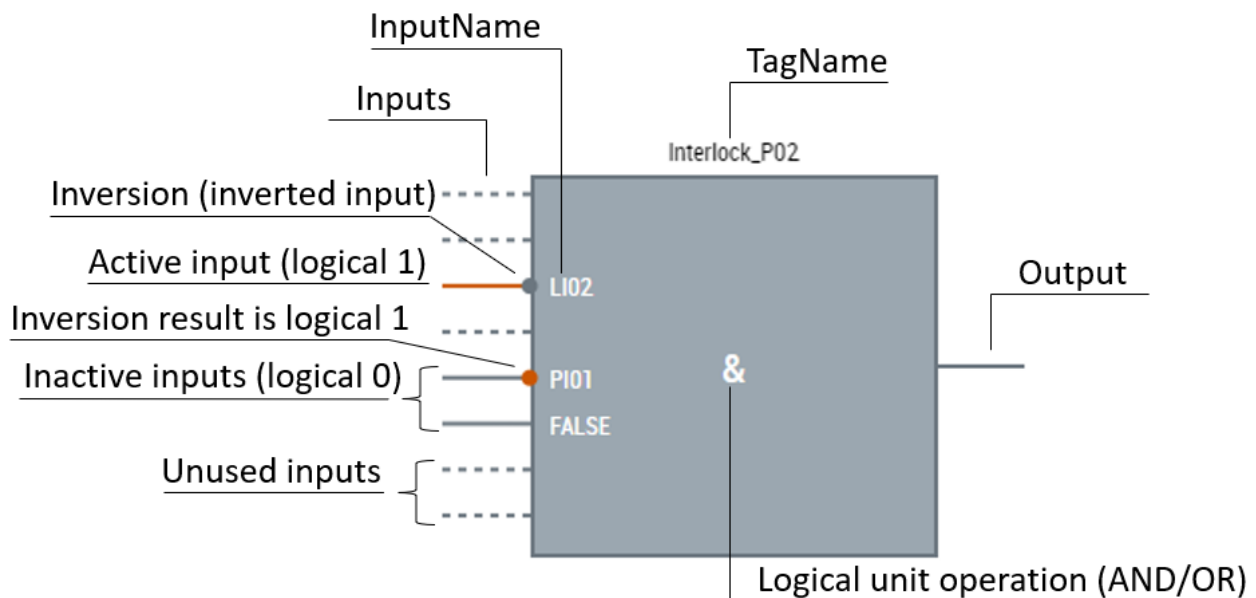 InputName
TagName
Inputs
Interlock_P02
Inversion (inverted input)
Active input (logical 1)
LI02
Output
Inversion result is logical 1
Inactive inputs (logical 0)
PI01
&
FALSE
Unused inputs
Logical unit operation (AND/OR)